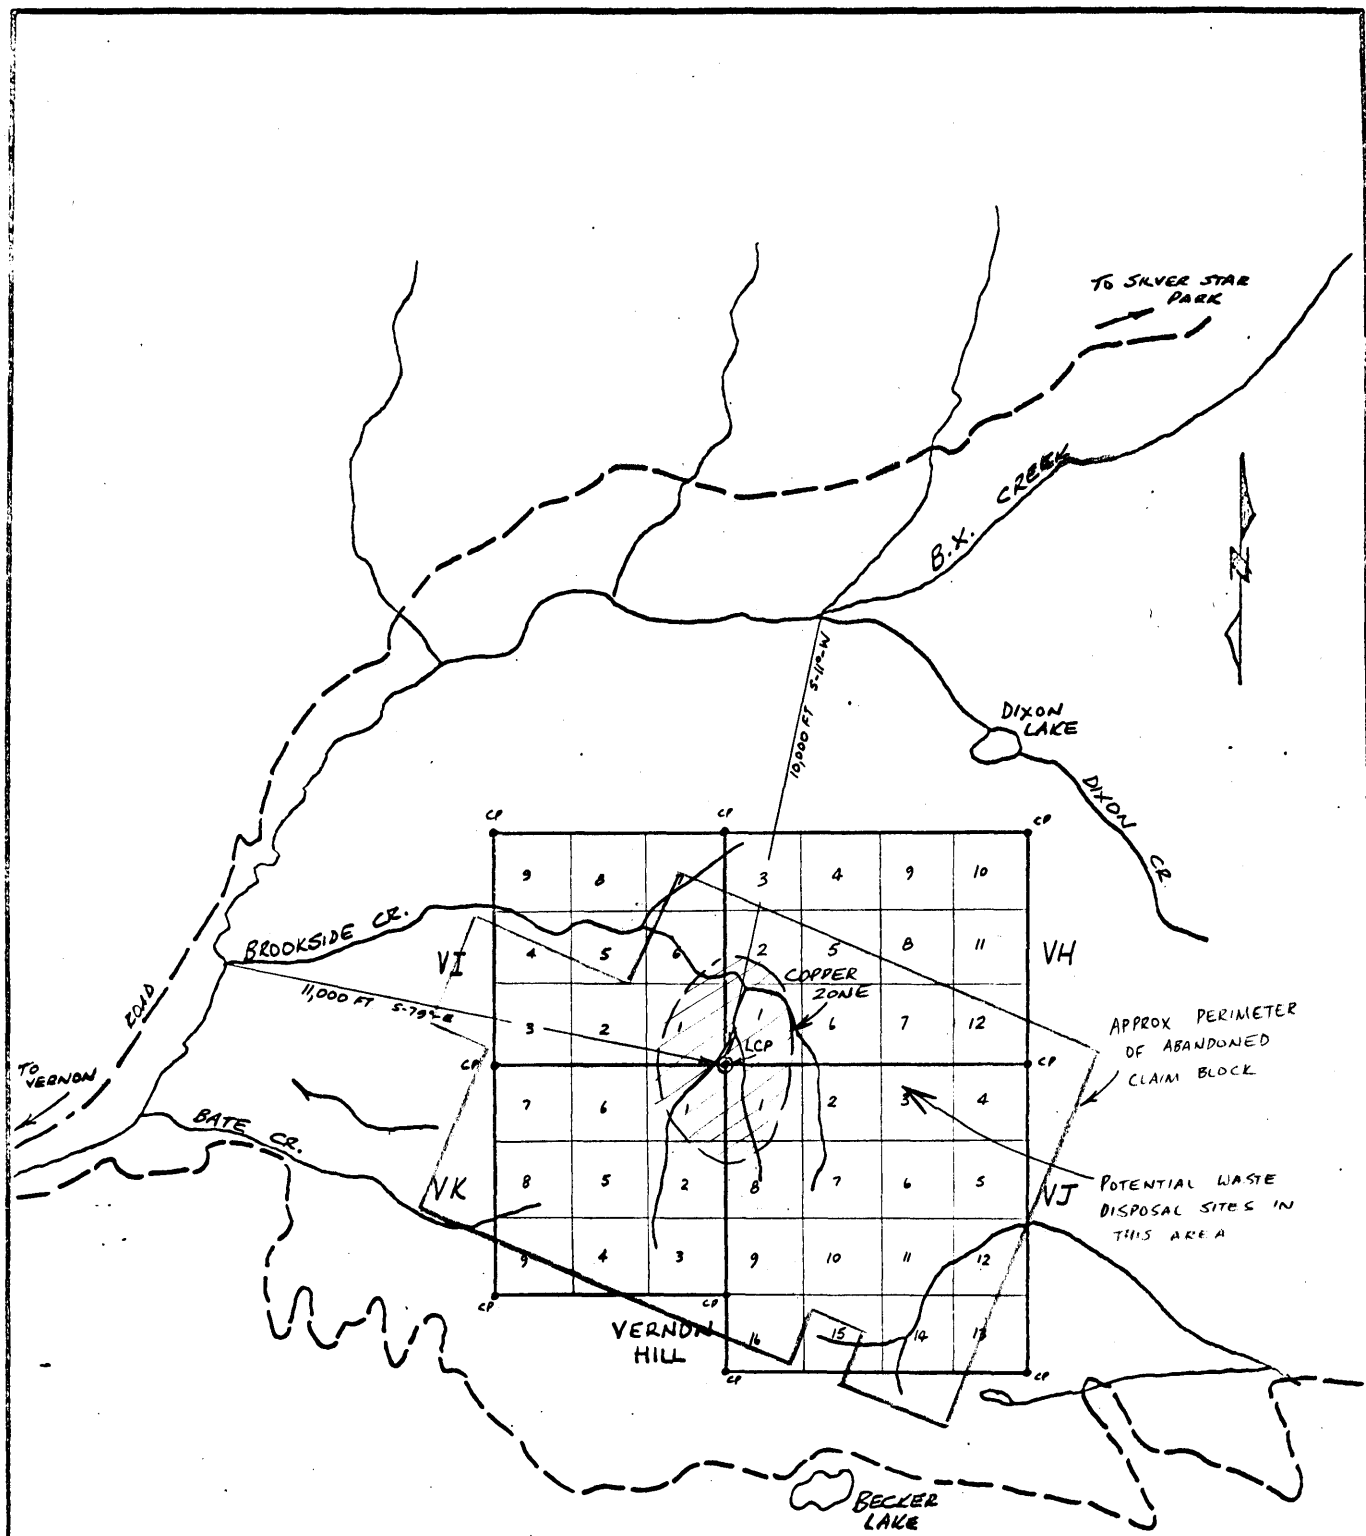 TO SILVER STAR
PARK
B.X. CREEK
N
10,000 FT S-11°-W
DIXON
LAKE
DIXON
CR.
CP
CP
CP
9 8 7 3 4 9 10
BROOKSIDE CR.
VI
4 5 6 2 5 8 11
VH
COPPER
ZONE
11,000 FT S-79°-E
3 2 1 1 6 7 12
ROAD
LCP
APPROX PERIMETER
OF ABANDONED
CLAIM BLOCK
TO
VERNON
CP
CP
7 6 1 1 2 3 4
BATE CR.
VK
8 5 2 8 7 6 5
VJ
POTENTIAL WASTE
DISPOSAL SITES IN
THIS AREA
9 4 3 9 10 11 12
CP
CP
VERNON
HILL
16 15 14 13
CP
CP
BECKER
LAKE